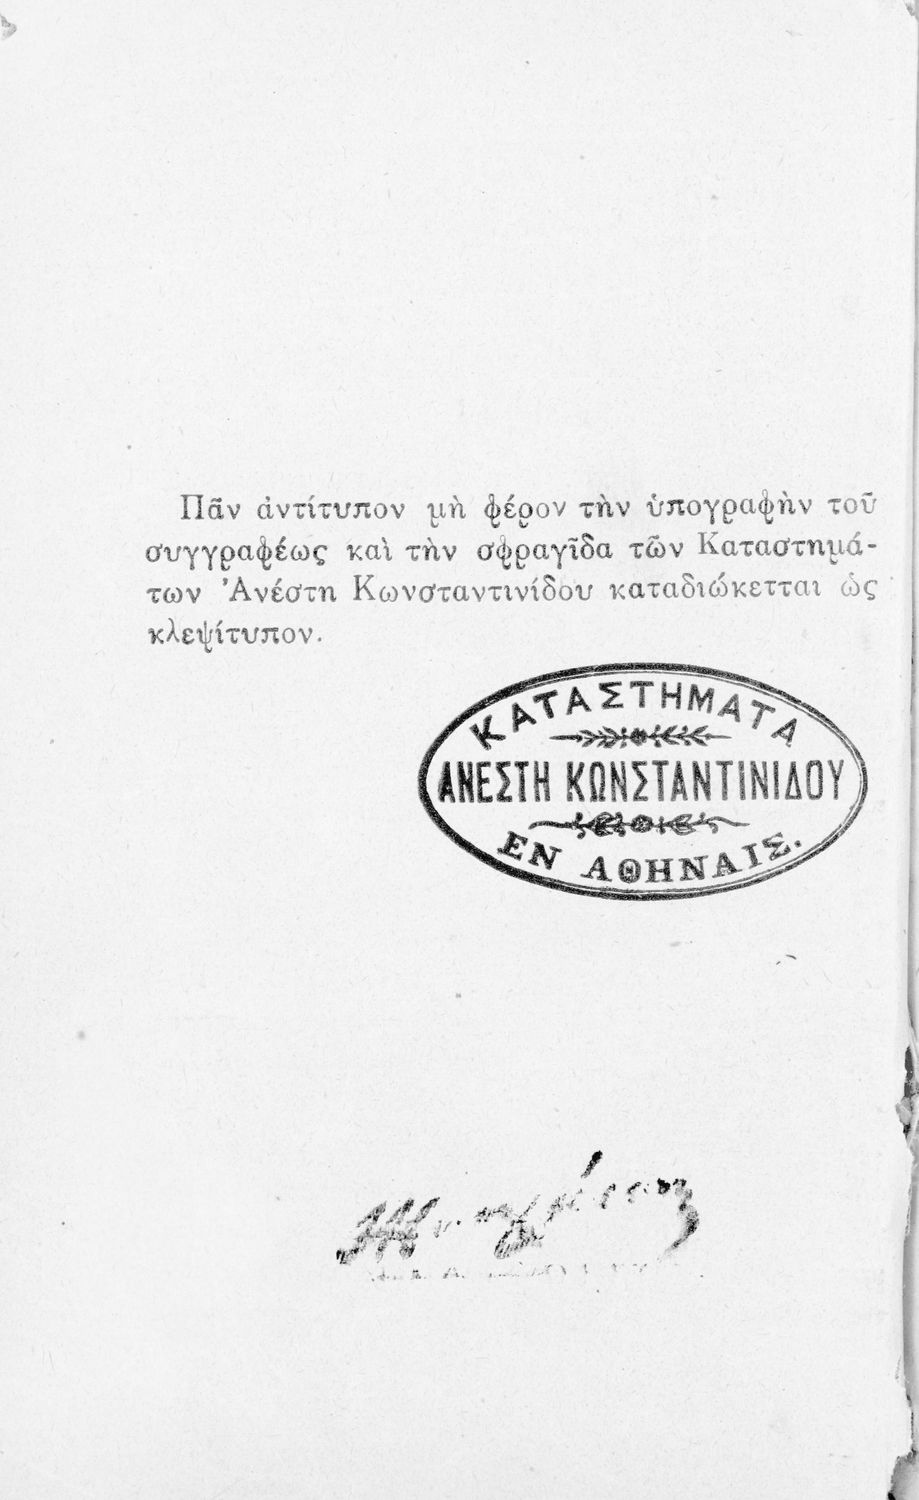 Πᾶν ἀντίτυπον μὴ φέρον τὴν ὑπογραφὴν τοῦ
συγγραφέως καὶ τὴν σφραγῖδα τῶν Καταστημά-
των Ἀνέστη Κωνσταντινίδου καταδιώκεται ὡς
κλεψίτυπον.
ΚΑΤΑΣΤΗΜΑΤΑ
ΑΝΕΣΤΗ ΚΩΝΣΤΑΝΤΙΝΙΔΟΥ
ΕΝ ΑΘΗΝΑΙΣ.